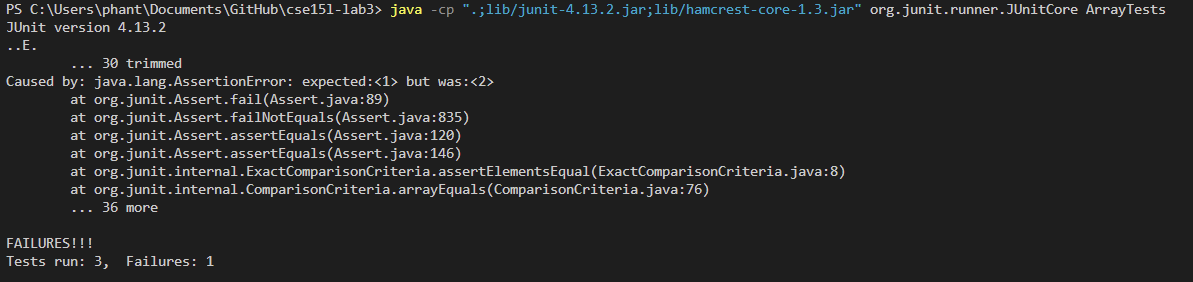 PS C:\Users\phant\Documents\GitHub\cse15l-lab3> java -cp ".;lib/junit-4.13.2.jar;lib/hamcrest-core-1.3.jar" org.junit.runner.JUnitCore ArrayTests
JUnit version 4.13.2
..E.
... 30 trimmed
Caused by: java.lang.AssertionError: expected:<1> but was:<2>
at org.junit.Assert.fail(Assert.java:89)
at org.junit.Assert.failNotEquals(Assert.java:835)
at org.junit.Assert.assertEquals(Assert.java:120)
at org.junit.Assert.assertEquals(Assert.java:146)
at org.junit.internal.ExactComparisonCriteria.assertElementsEqual(ExactComparisonCriteria.java:8)
at org.junit.internal.ComparisonCriteria.arrayEquals(ComparisonCriteria.java:76)
... 36 more
FAILURES!!!
Tests run: 3,  Failures: 1